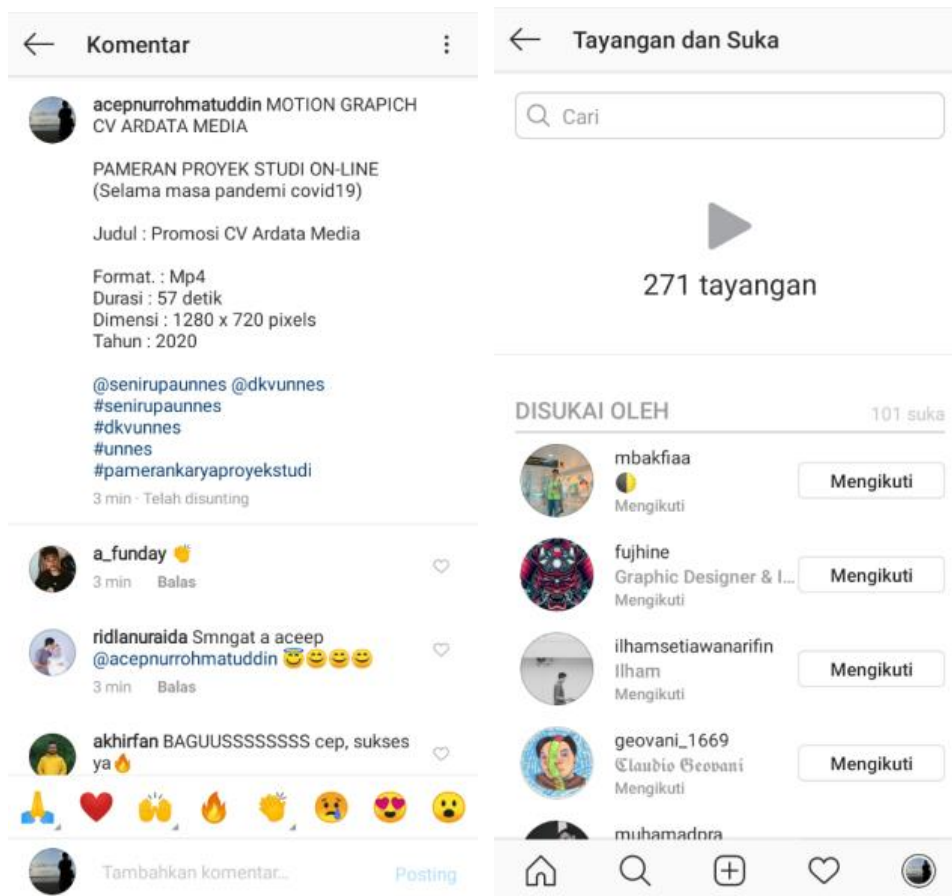 Komentar
acepnurrohmatuddin MOTION GRAPICH
CV ARDATA MEDIA
PAMERAN PROYEK STUDI ON-LINE
(Selama masa pandemi covid19)
Judul : Promosi CV Ardata Media
Format. : Mp4
Durasi : 57 detik
Dimensi : 1280 x 720 pixels
Tahun : 2020
@senirupaunnes @dkvunnes
#senirupaunnes
#dkvunnes
#unnes
#pamerankaryaproyekstudi
3 min · Telah disunting
a_funday 👏
3 min Balas
ridlanuraida Smngat a aceep
@acepnurrohmatuddin 😇😊😊😊
3 min Balas
akhirfan BAGUUSSSSSSSS cep, sukses
ya🔥
Tambahkan komentar...
Posting
Tayangan dan Suka
Cari
271 tayangan
DISUKAI OLEH
101 suka
mbakfiaa
Mengikuti
Mengikuti
fujhine
Graphic Designer & I...
Mengikuti
Mengikuti
ilhamsetiawanarifin
Ilham
Mengikuti
Mengikuti
geovani_1669
Claudio Geovani
Mengikuti
Mengikuti
muhamadpra